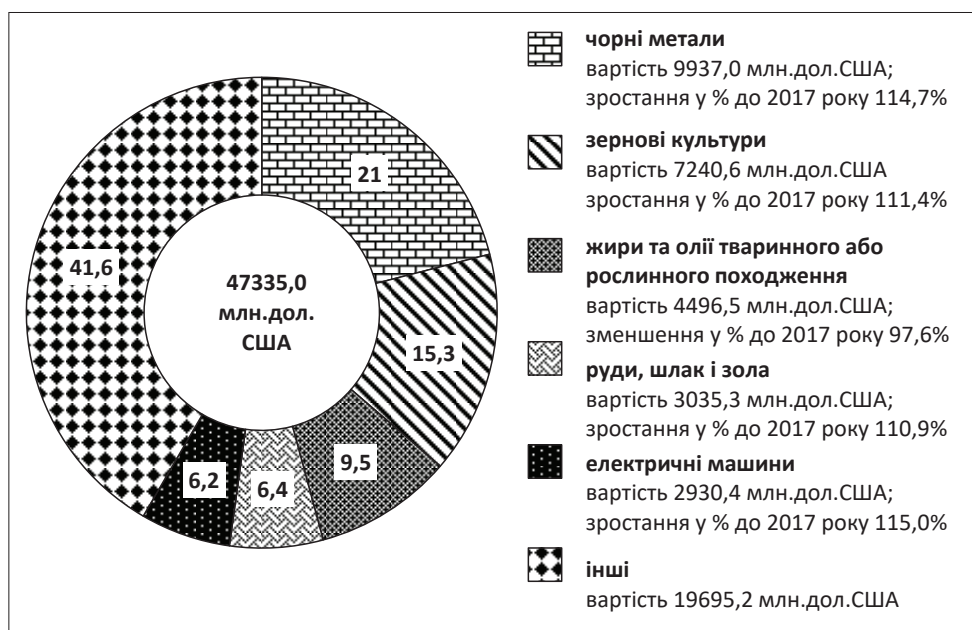 21
15,3
9,5
6,4
6,2
41,6
47335,0
млн.дол.
США
чорні метали
вартість 9937,0 млн.дол.США;
зростання у % до 2017 року 114,7%
зернові культури
вартість 7240,6 млн.дол.США
зростання у % до 2017 року 111,4%
жири та олії тваринного або
рослинного походження
вартість 4496,5 млн.дол.США;
зменшення у % до 2017 року 97,6%
руди, шлак і зола
вартість 3035,3 млн.дол.США;
зростання у % до 2017 року 110,9%
електричні машини
вартість 2930,4 млн.дол.США;
зростання у % до 2017 року 115,0%
інші
вартість 19695,2 млн.дол.США